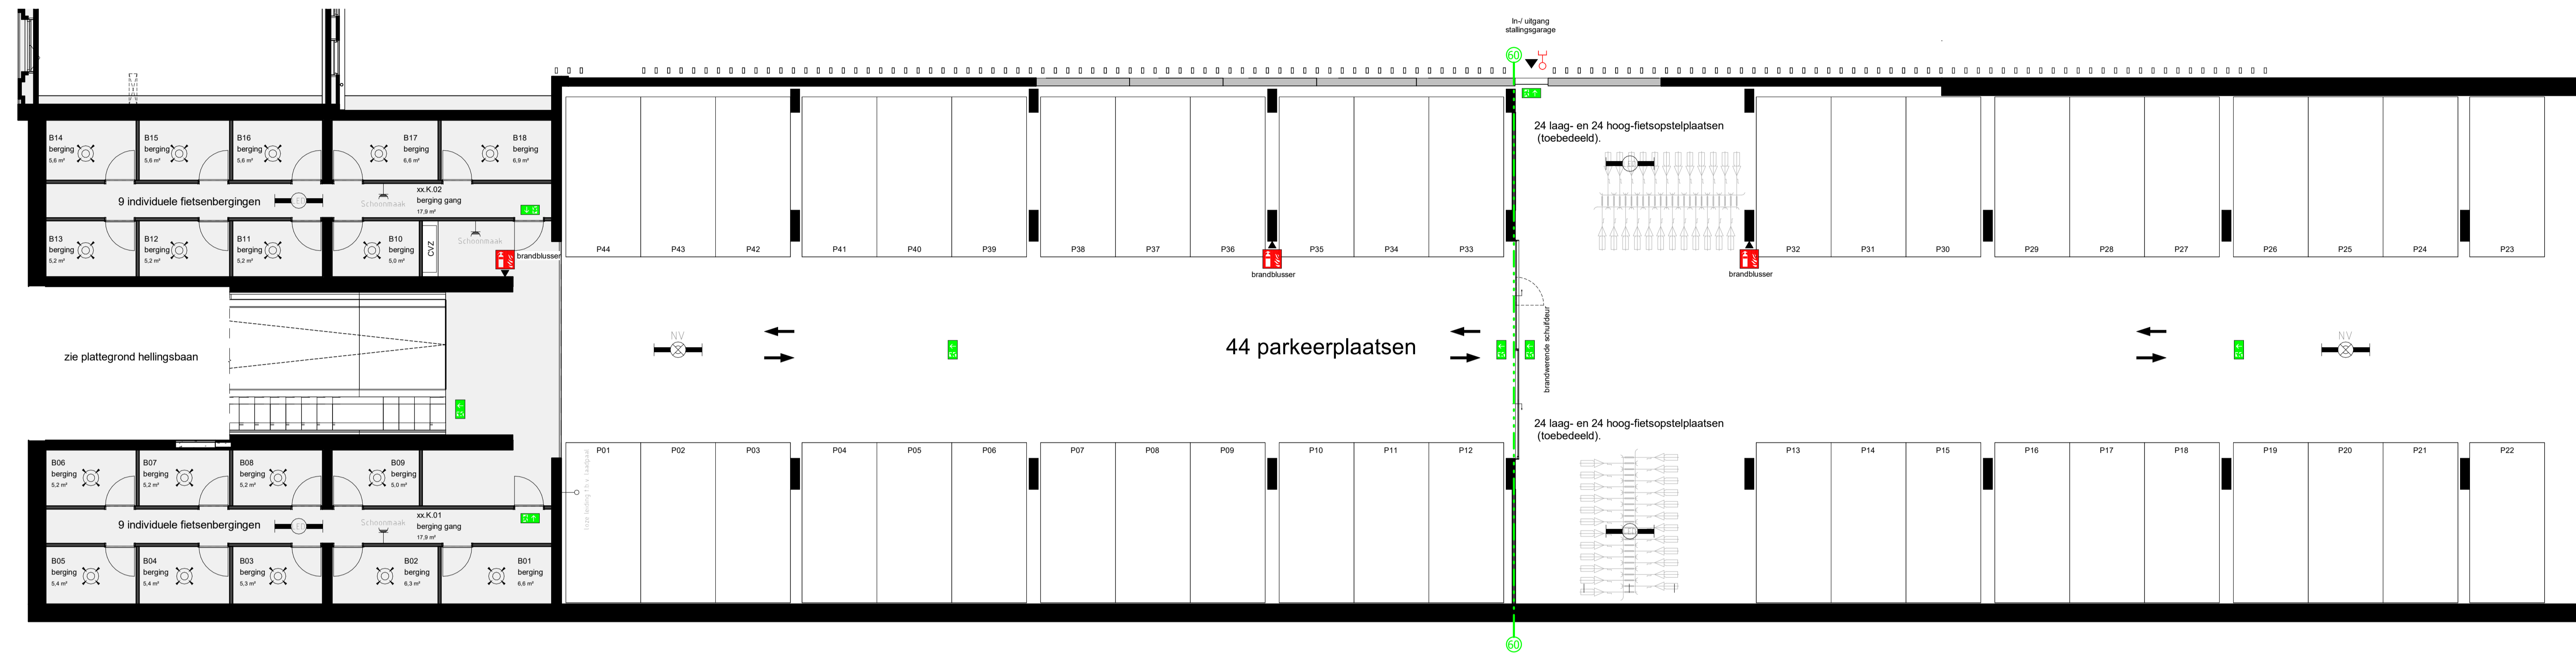 In-/ uitgang
stallingsgarage
60
B14
berging
5,6 m²
B15
berging
5,6 m²
B16
berging
5,6 m²
B17
berging
6,6 m²
B18
berging
6,9 m²
24 laag- en 24 hoog-fietsopstelplaatsen
(toebedeeld).
9 individuele fietsenbergingen
LED
Schoonmaak
xx.K.02
berging gang
17,9 m²
B13
berging
5,2 m²
B12
berging
5,2 m²
B11
berging
5,2 m²
B10
berging
5,0 m²
CVZ
Schoonmaak
brandblusser
P44
P43
P42
P41
P40
P39
P38
P37
P36
P35
P34
P33
P32
P31
P30
P29
P28
P27
P26
P25
P24
P23
brandblusser
brandblusser
zie plattegrond hellingsbaan
NV
44 parkeerplaatsen
brandwerende schuifdeur
NV
24 laag- en 24 hoog-fietsopstelplaatsen
(toebedeeld).
P01
P02
P03
P04
P05
P06
P07
P08
P09
P10
P11
P12
P13
P14
P15
P16
P17
P18
P19
P20
P21
P22
B06
berging
5,2 m²
B07
berging
5,2 m²
B08
berging
5,2 m²
B09
berging
5,0 m²
9 individuele fietsenbergingen
LED
Schoonmaak
xx.K.01
berging gang
17,9 m²
B05
berging
5,4 m²
B04
berging
5,4 m²
B03
berging
5,3 m²
B02
berging
6,3 m²
B01
berging
6,6 m²
60